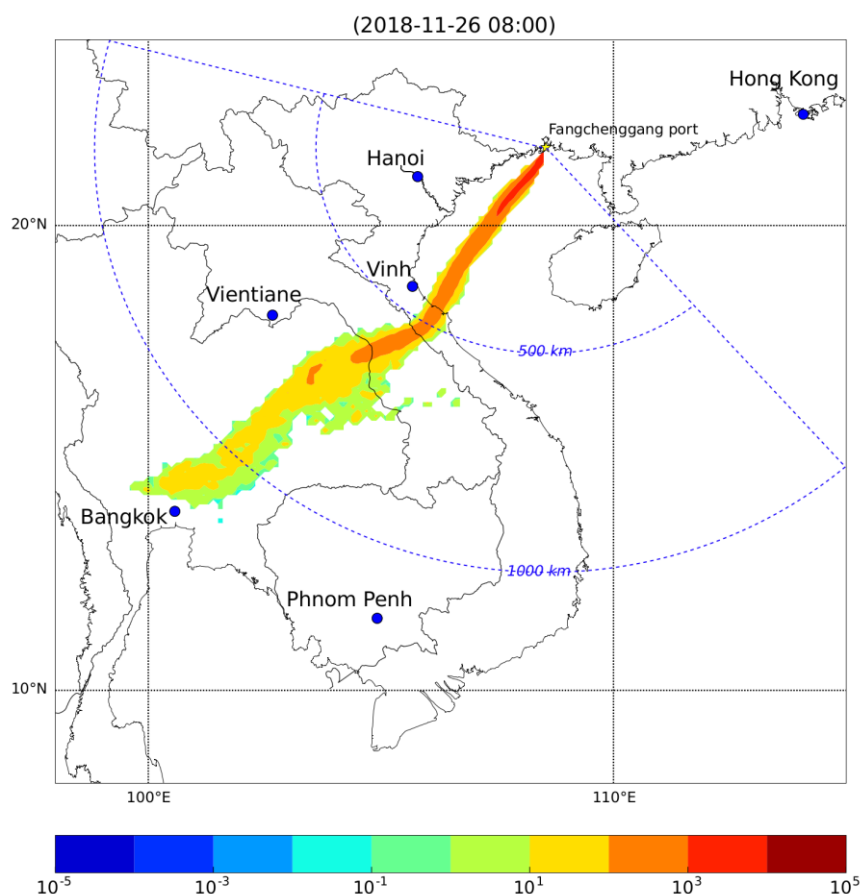 (2018-11-26 08:00)
Hong Kong
Fangchenggang port
Hanoi
20°N
Vinh
Vientiane
500 km
Bangkok
1000 km
Phnom Penh
10°N
100°E 110°E
10^-5 10^-3 10^-1 10^1 10^3 10^5